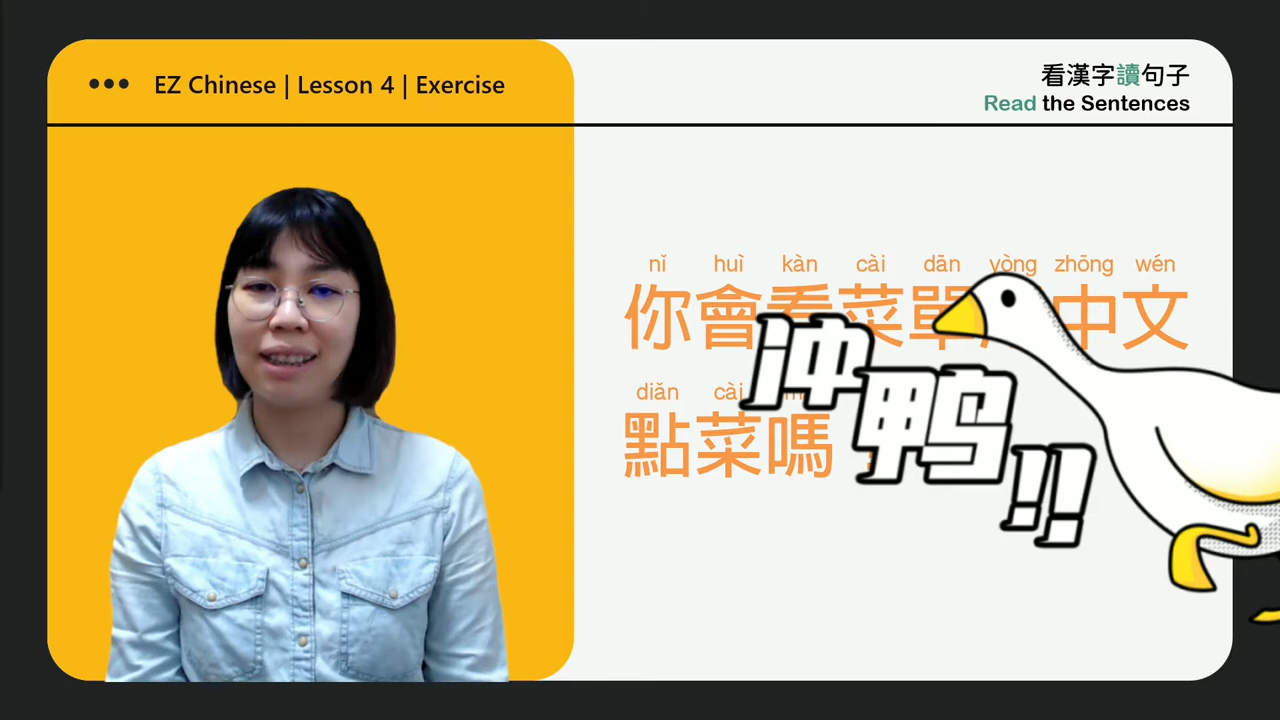 EZ Chinese | Lesson 4 | Exercise
看漢字讀句子
Read the Sentences
nǐ huì kàn cài dān yòng zhōng wén
你會看菜單 中文
diǎn cài
點菜嗎
冲鸭!!